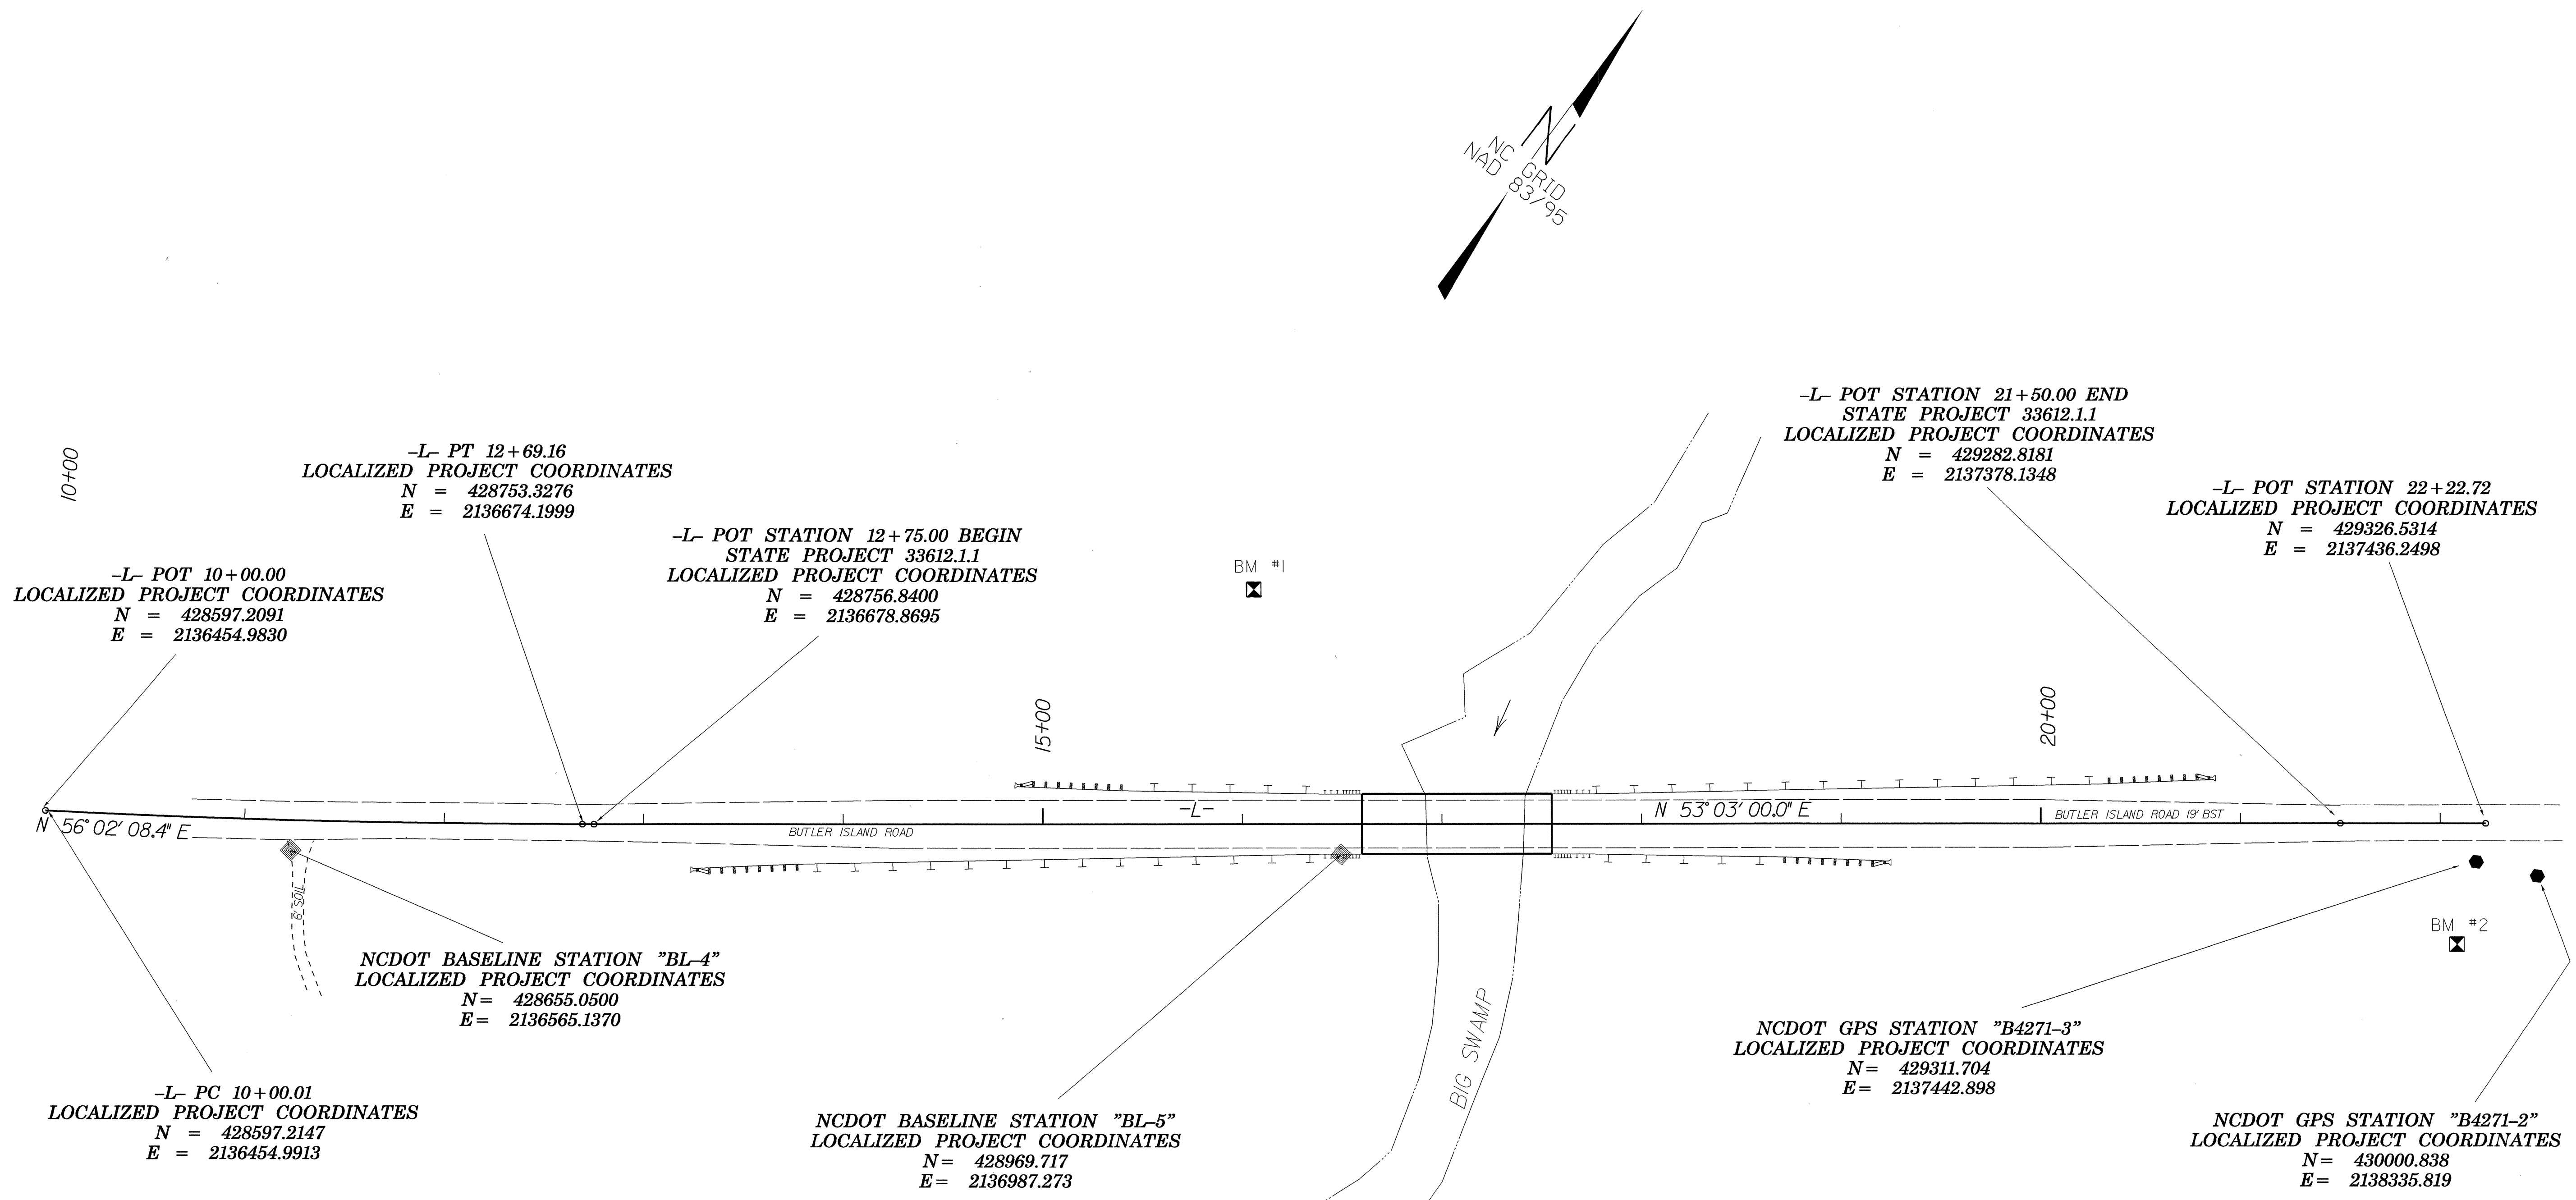 NC GRID
NAD 83/95
10+00
-L- PT 12+69.16
LOCALIZED PROJECT COORDINATES
N = 428753.3276
E = 2136674.1999
-L- POT STATION 12+75.00 BEGIN
STATE PROJECT 33612.1.1
LOCALIZED PROJECT COORDINATES
N = 428756.8400
E = 2136678.8695
-L- POT 10+00.00
LOCALIZED PROJECT COORDINATES
N = 428597.2091
E = 2136454.9830
BM #1
-L- POT STATION 21+50.00 END
STATE PROJECT 33612.1.1
LOCALIZED PROJECT COORDINATES
N = 429282.8181
E = 2137378.1348
-L- POT STATION 22+22.72
LOCALIZED PROJECT COORDINATES
N = 429326.5314
E = 2137436.2498
15+00
20+00
N 56° 02' 08.4" E
BUTLER ISLAND ROAD
-L-
N 53° 03' 00.0" E
BUTLER ISLAND ROAD 19' BST
6' SOIL
NCDOT BASELINE STATION "BL-4"
LOCALIZED PROJECT COORDINATES
N= 428655.0500
E= 2136565.1370
-L- PC 10+00.01
LOCALIZED PROJECT COORDINATES
N = 428597.2147
E = 2136454.9913
NCDOT BASELINE STATION "BL-5"
LOCALIZED PROJECT COORDINATES
N= 428969.717
E= 2136987.273
BIG SWAMP
BM #2
NCDOT GPS STATION "B4271-3"
LOCALIZED PROJECT COORDINATES
N= 429311.704
E= 2137442.898
NCDOT GPS STATION "B4271-2"
LOCALIZED PROJECT COORDINATES
N= 430000.838
E= 2138335.819